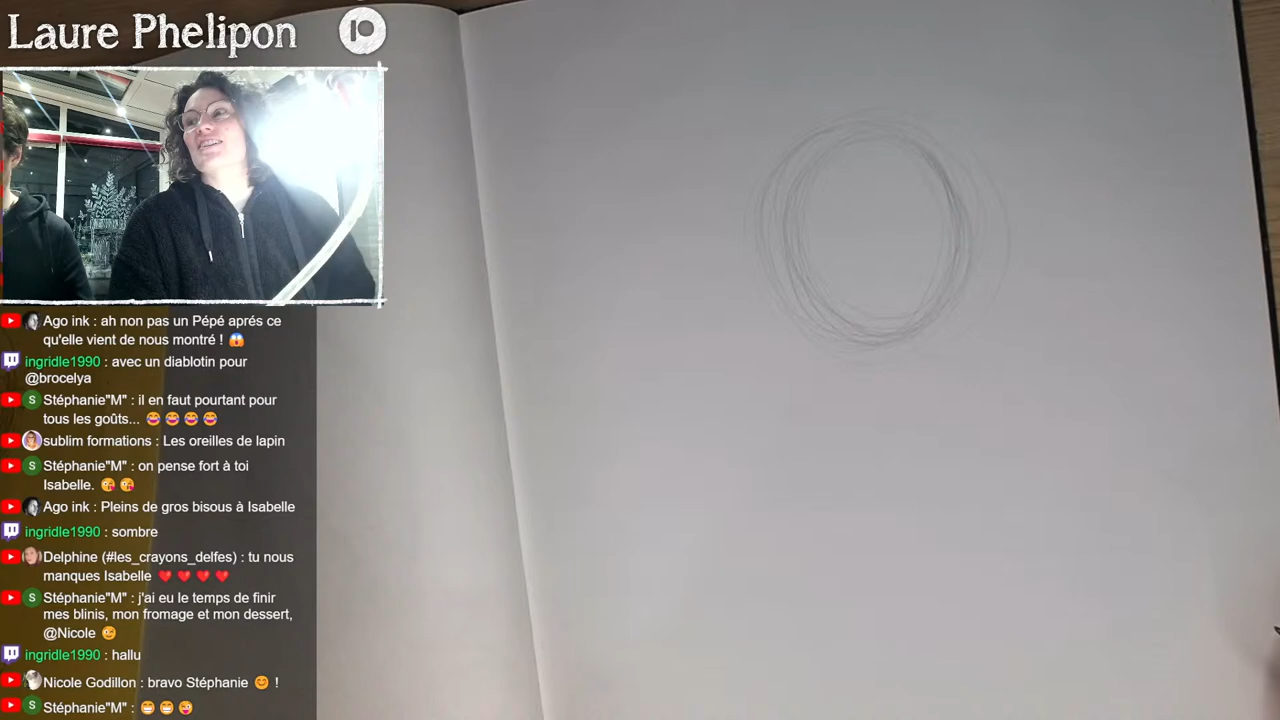 Laure Phelipon
Ago ink : ah non pas un Pépé aprés ce
qu'elle vient de nous montré ! 😱
ingridle1990 : avec un diablotin pour
@brocelya
S Stéphanie"M" : il en faut pourtant pour
tous les goûts... 😂 😂 😂 😂
sublim formations : Les oreilles de lapin
S Stéphanie"M" : on pense fort à toi
Isabelle. 😘 😘
Ago ink : Pleins de gros bisous à Isabelle
ingridle1990 : sombre
Delphine (#les_crayons_delfes) : tu nous
manques Isabelle ❤️ ❤️ ❤️ ❤️
S Stéphanie"M" : j'ai eu le temps de finir
mes blinis, mon fromage et mon dessert,
@Nicole 😉
ingridle1990 : hallu
Nicole Godillon : bravo Stéphanie 😊 !
S Stéphanie"M" : 😁 😁 😜